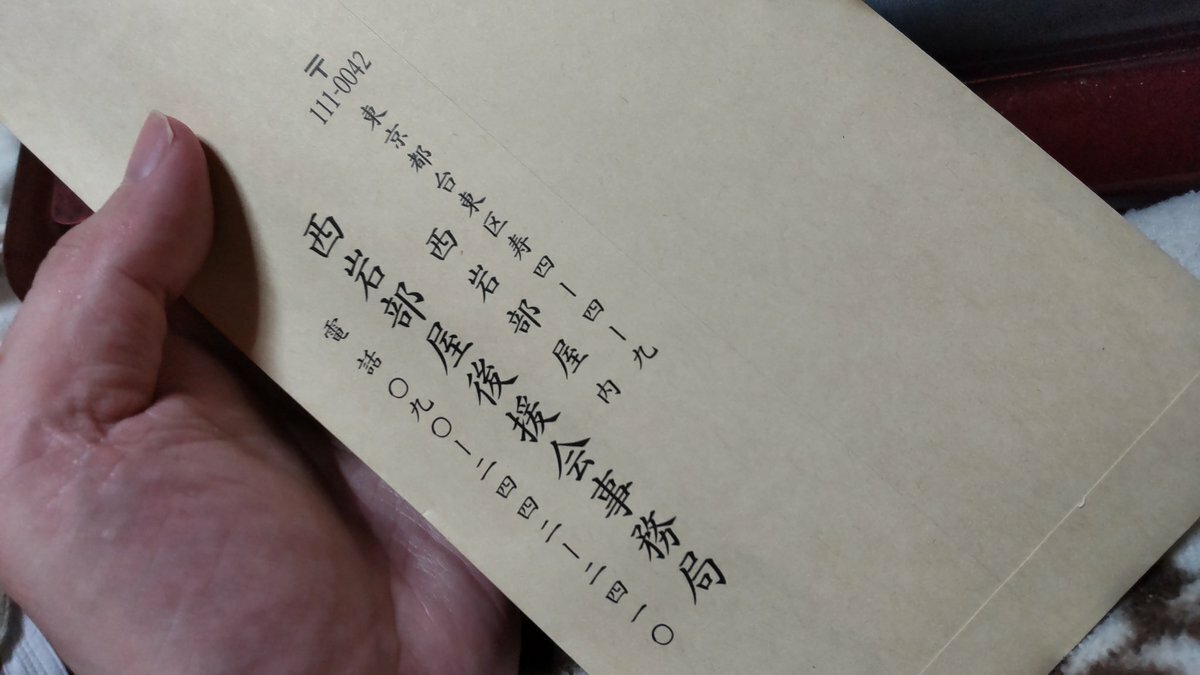 〒
111-0042
東京都台東区寿四ー四ー九
西岩部屋内
西岩部屋後援会事務局
電話〇九〇ー二四四二ー二四一〇